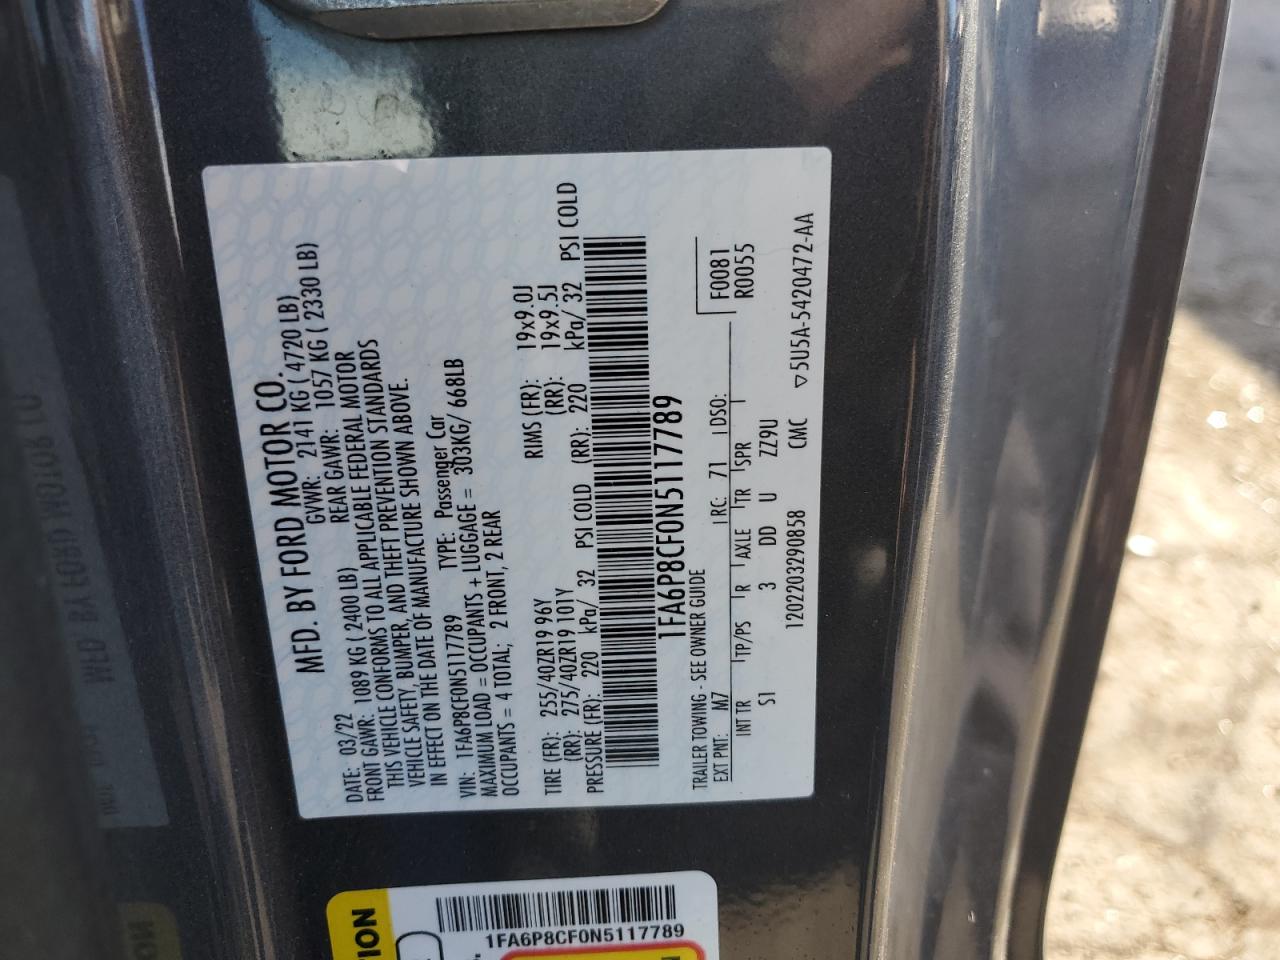 MFD. BY FORD MOTOR CO.
DATE: 03/22 GVWR: 2141 KG ( 4720 LB)
FRONT GAWR: 1089 KG ( 2400 LB) REAR GAWR: 1057 KG ( 2330 LB)
THIS VEHICLE CONFORMS TO ALL APPLICABLE FEDERAL MOTOR
VEHICLE SAFETY, BUMPER, AND THEFT PREVENTION STANDARDS
IN EFFECT ON THE DATE OF MANUFACTURE SHOWN ABOVE.
VIN: 1FA6P8CF0N5117789 TYPE: Passenger Car
MAXIMUM LOAD = OCCUPANTS + LUGGAGE = 303KG/ 668LB
OCCUPANTS = 4 TOTAL; 2 FRONT, 2 REAR
TIRE (FR): 255/40ZR19 96Y RIMS (FR): 19x9.0J
(RR): 275/40ZR19 101Y (RR): 19x9.5J
PRESSURE (FR): 220 kPa/ 32 PSI COLD (RR): 220 kPa/ 32 PSI COLD
1FA6P8CF0N5117789
TRAILER TOWING - SEE OWNER GUIDE
EXT PNT: M7 RC: 71 DSO: F0081
INT TR TP/PS R AXLE TR SPR R0055
S1 3 DD U ZZ9U
1202203290858 CMC ▽5U5A-5420472-AA
1FA6P8CF0N5117789